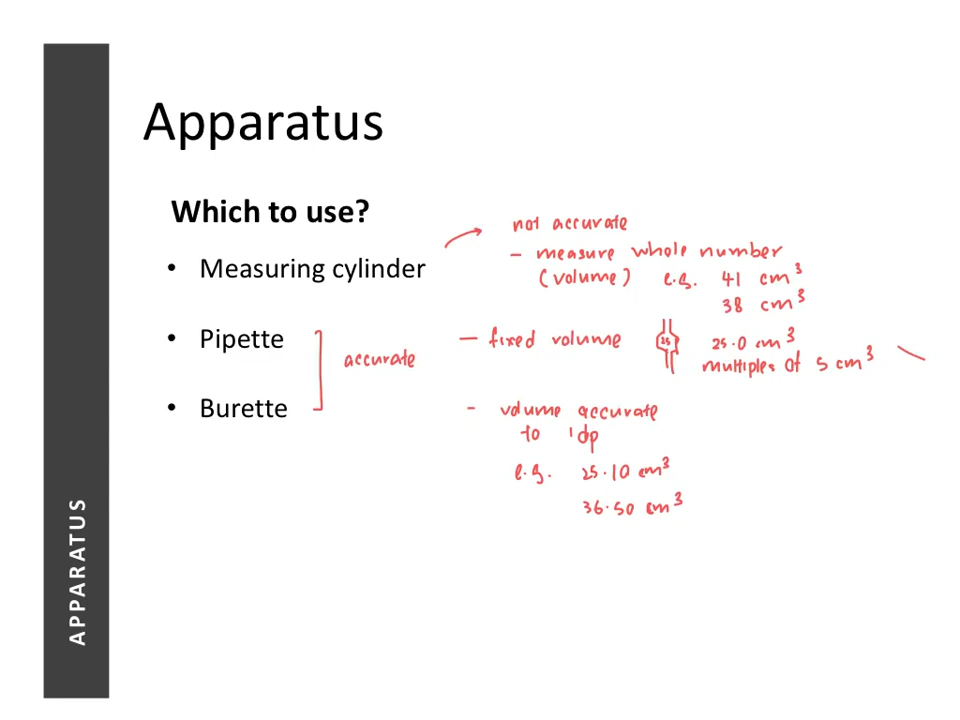 Apparatus
Which to use?
not accurate
• Measuring cylinder
- measure whole number
(volume) e.g. 41 cm³
38 cm³
• Pipette
accurate
- fixed volume
25
25.0 cm³
multiples of 5 cm³
• Burette
- volume accurate
to 1dp
e.g. 25.10 cm³
36.50 cm³
APPARATUS